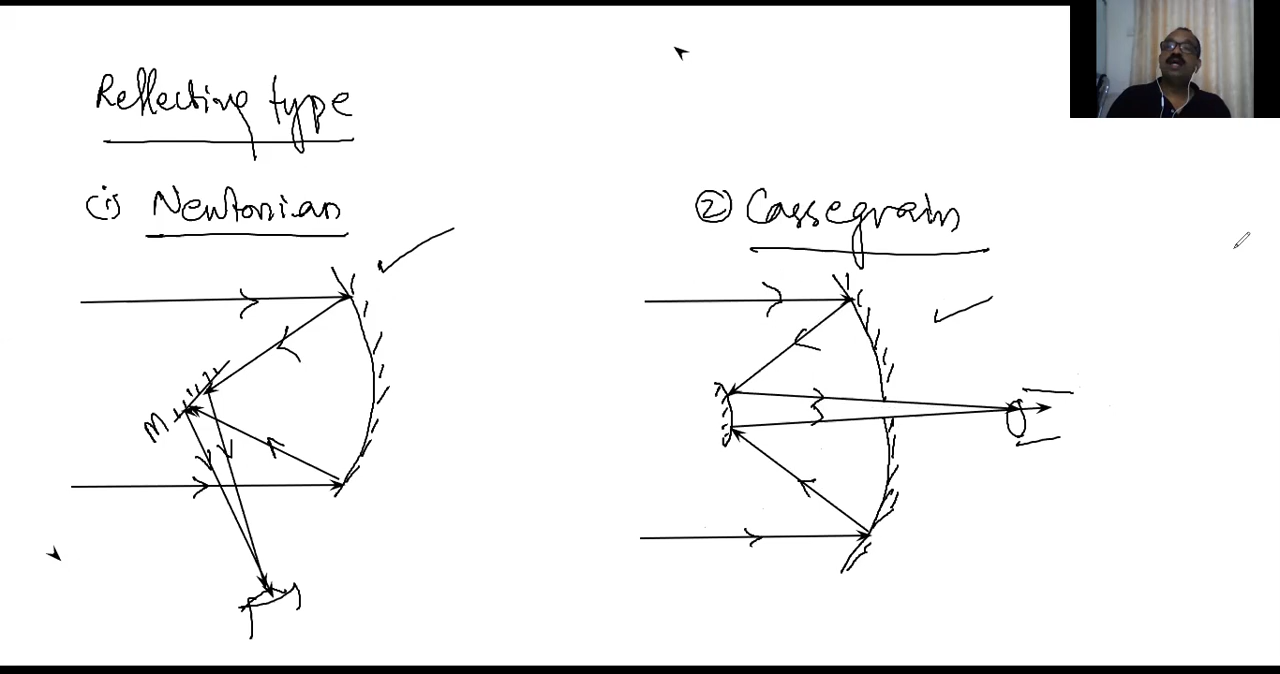 Reflecting type
(i) Newtonian
② Cassegrain
M